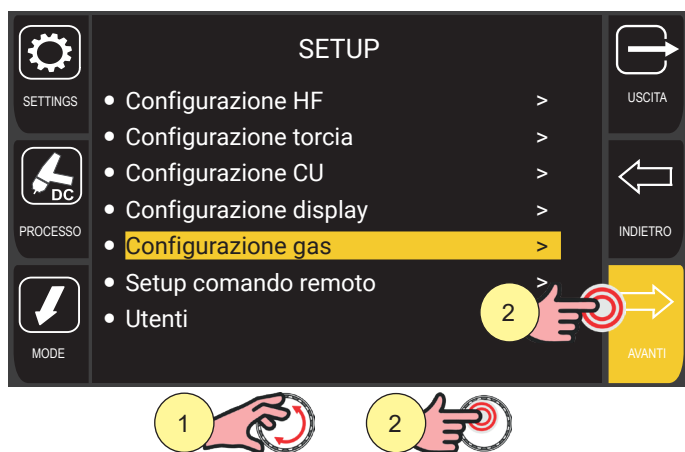 SETUP
SETTINGS
DC
PROCESSO
MODE
Configurazione HF >
Configurazione torcia >
Configurazione CU >
Configurazione display >
Configurazione gas >
Setup comando remoto >
Utenti
USCITA
INDIETRO
AVANTI
2
1
2